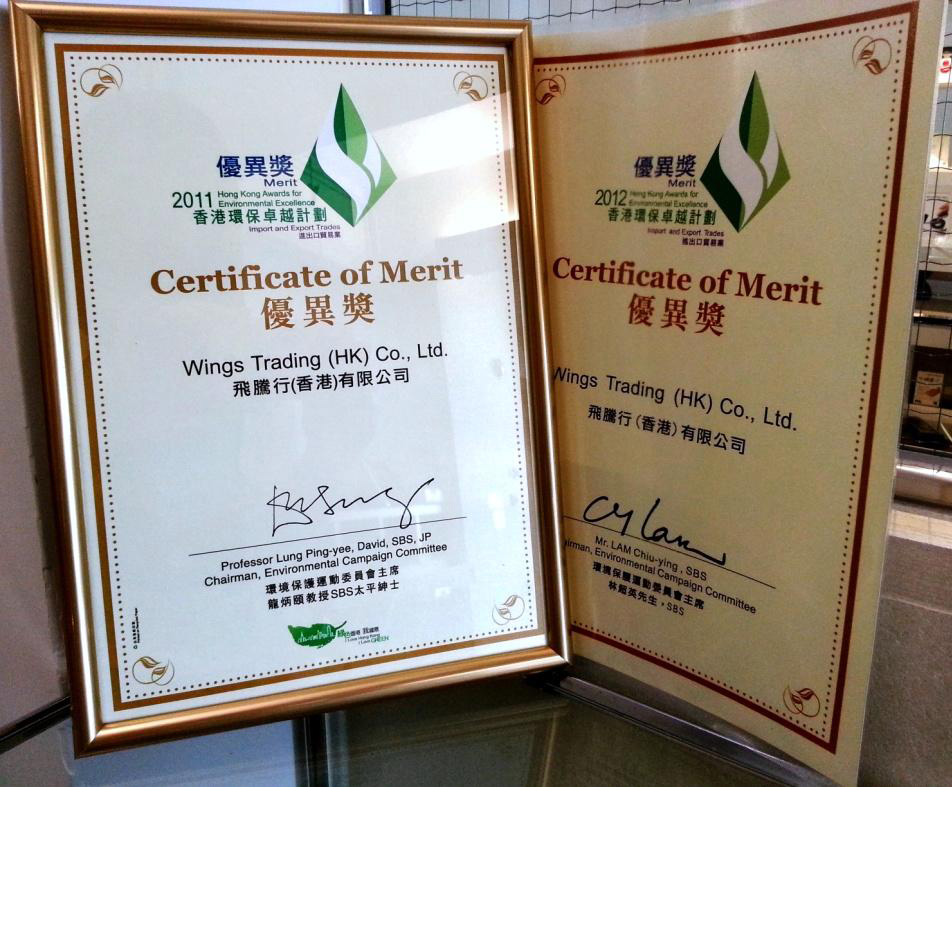 優異獎
Merit
2011 Hong Kong Awards for
Environmental Excellence
香港環保卓越計劃
Import and Export Trades
進出口貿易業
Certificate of Merit
優異獎
Wings Trading (HK) Co., Ltd.
飛騰行(香港)有限公司
Professor Lung Ping-yee, David, SBS, JP
Chairman, Environmental Campaign Committee
環境保護運動委員會主席
龍炳頤教授SBS太平紳士
I Love Hong Kong
I Love GREEN
優異獎
Merit
2012 Hong Kong Awards for
Environmental Excellence
香港環保卓越計劃
Import and Export Trades
進出口貿易業
Certificate of Merit
優異獎
Wings Trading (HK) Co., Ltd.
飛騰行(香港)有限公司
CY Lam
Mr. LAM Chiu-ying, SBS
airman, Environmental Campaign Committee
環境保護運動委員會主席
林超英先生, SBS